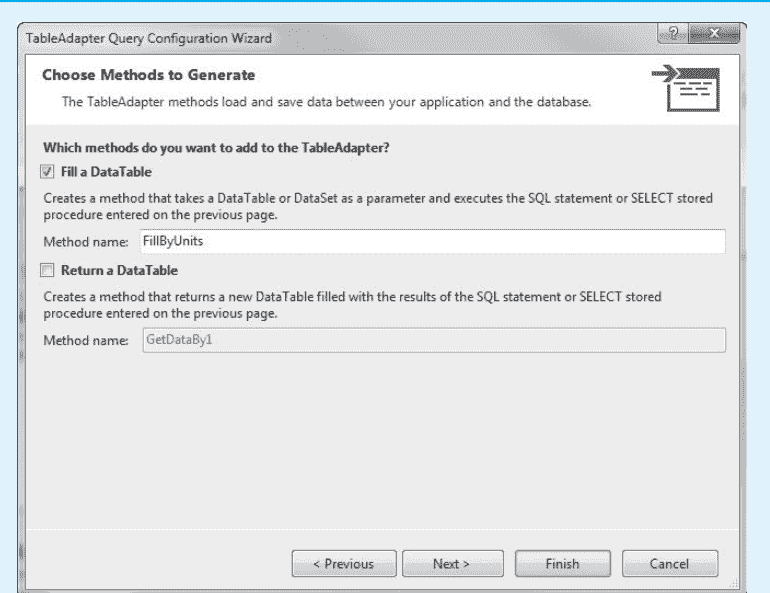 TableAdapter Query Configuration Wizard
Choose Methods to Generate
The TableAdapter methods load and save data between your application and the database.
Which methods do you want to add to the TableAdapter?
Fill a DataTable
Creates a method that takes a DataTable or DataSet as a parameter and executes the SQL statement or SELECT stored
procedure entered on the previous page.
Method name: FillByUnits
Return a DataTable
Creates a method that returns a new DataTable filled with the results of the SQL statement or SELECT stored
procedure entered on the previous page.
Method name: GetDataBy1
< Previous Next > Finish Cancel